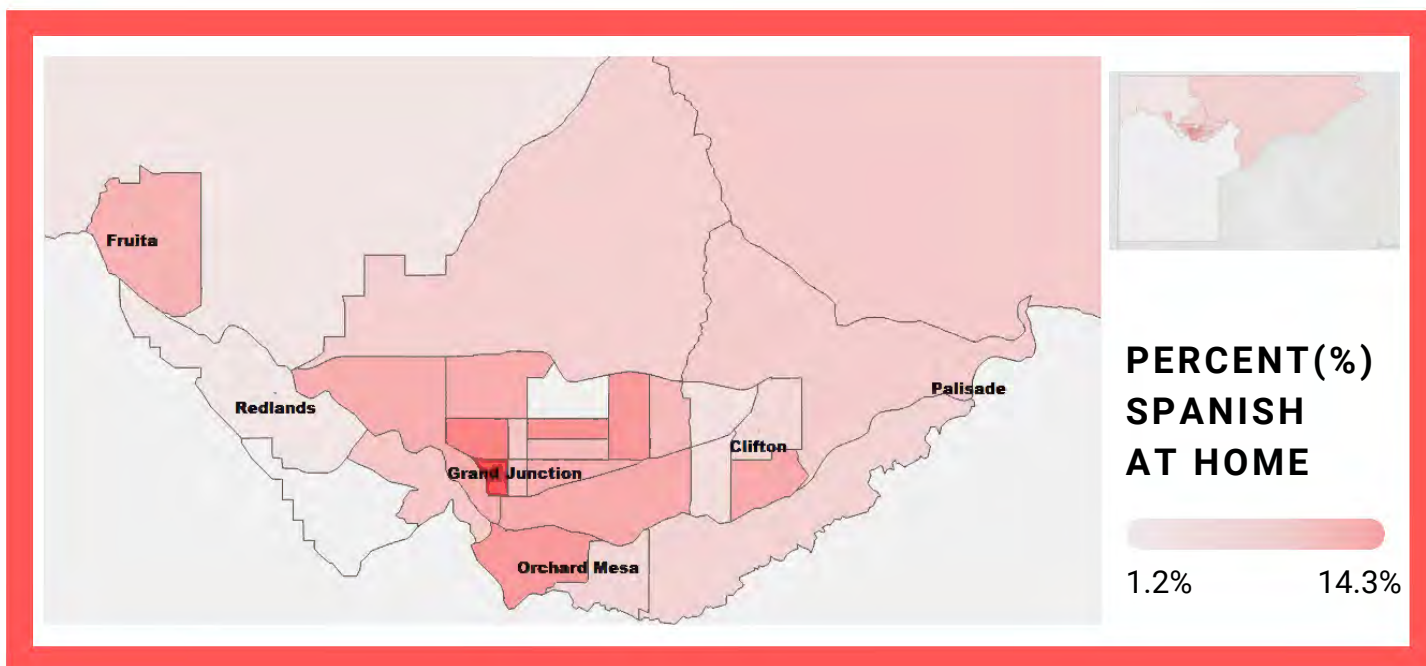 Fruita
Redlands
Palisade
Clifton
Grand Junction
Orchard Mesa
PERCENT(%)
SPANISH
AT HOME
1.2% 14.3%